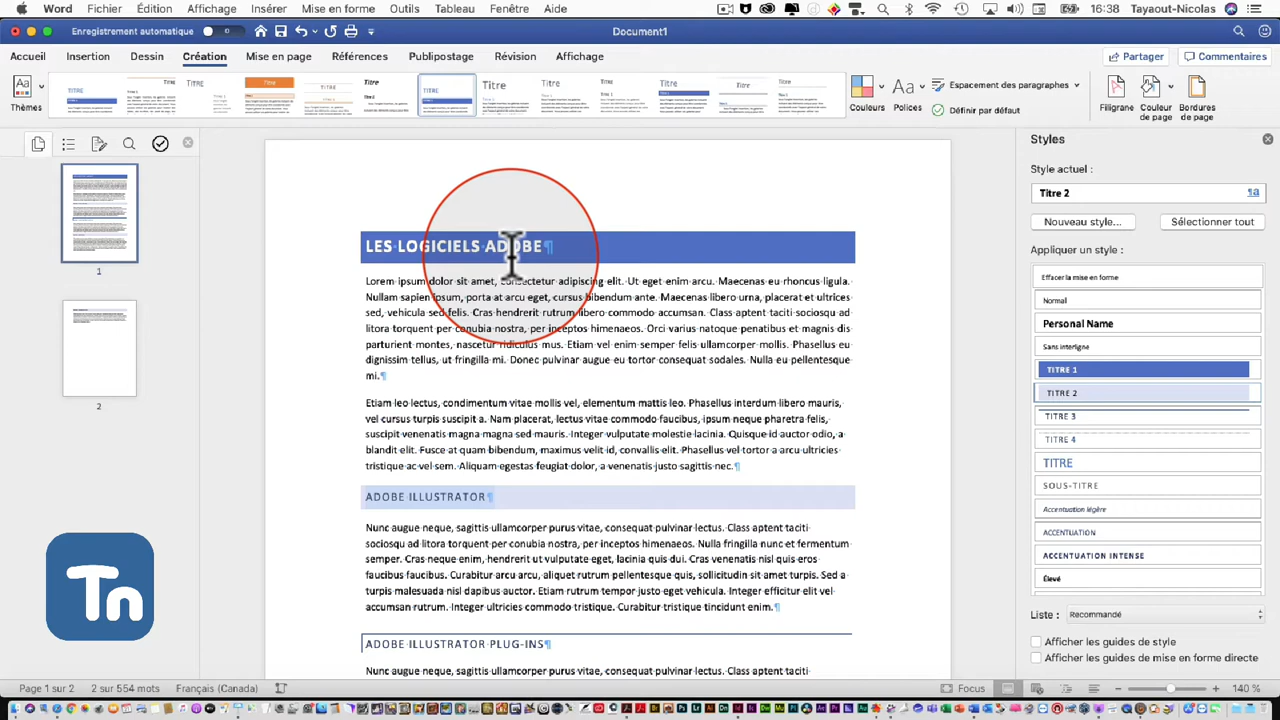 Word Fichier Édition Affichage Insérer Mise en forme Outils Tableau Fenêtre Aide 16:38 Tayaout-Nicolas
Enregistrement automatique Document1
Accueil Insertion Dessin Création Mise en page Références Publipostage Révision Affichage Partager Commentaires
Thèmes
Couleurs
Polices
Espacement des paragraphes
Définir par défaut
Filigrane
Couleur de page
Bordures de page
1
2
LES LOGICIELS ADOBE¶
Lorem ipsum dolor sit amet, consectetur adipiscing elit. Ut eget enim arcu. Maecenas eu rhoncus ligula.
Nullam sapien ipsum, porta at arcu eget, cursus bibendum ante. Maecenas libero urna, placerat et ultrices
sed, vehicula sed felis. Cras hendrerit rutrum libero commodo accumsan. Class aptent taciti sociosqu ad
litora torquent per conubia nostra, per inceptos himenaeos. Orci varius natoque penatibus et magnis dis
parturient montes, nascetur ridiculus mus. Etiam vel enim semper felis ullamcorper mollis. Phasellus eu
dignissim tellus, ut fringilla mi. Donec pulvinar augue eu tortor consequat sodales. Nulla eu pellentesque
mi.¶
Etiam leo lectus, condimentum vitae mollis vel, elementum mattis leo. Phasellus interdum libero mauris,
vel cursus turpis suscipit a. Nam placerat, lectus vitae commodo faucibus, ipsum neque pharetra felis,
suscipit venenatis magna magna sed mauris. Integer vulputate molestie lacinia. Quisque id auctor odio, a
blandit elit. Fusce at quam bibendum, maximus velit id, convallis elit. Phasellus vel tortor a arcu ultricies
tristique ac vel sem. Aliquam egestas feugiat dolor, a venenatis justo sagittis nec.¶
ADOBE ILLUSTRATOR¶
Nunc augue neque, sagittis ullamcorper purus vitae, consequat pulvinar lectus. Class aptent taciti
sociosqu ad litora torquent per conubia nostra, per inceptos himenaeos. Nulla fringilla nunc et fermentum
semper. Cras neque enim, hendrerit ut vulputate eget, lacinia quis dui. Cras venenatis nisl quis eros
faucibus faucibus. Curabitur arcu arcu, aliquet rutrum pellentesque quis, sollicitudin sit amet turpis. Sed a
turpis malesuada nisl dapibus auctor. Etiam rutrum tempor justo eget viverra. Integer efficitur elit vel
accumsan rutrum. Integer ultricies commodo tristique. Curabitur tristique tincidunt enim.¶
ADOBE ILLUSTRATOR PLUG-INS¶
Nunc augue neque, sagittis ullamcorper purus vitae, consequat pulvinar lectus. Class aptent taciti
Tn
Styles
Style actuel :
Titre 2 ¶a
Nouveau style... Sélectionner tout
Appliquer un style :
Effacer la mise en forme
Normal
Personal Name
Sans interligne
TITRE 1
TITRE 2
TITRE 3
TITRE 4
TITRE
SOUS-TITRE
Accentuation légère
ACCENTUATION
ACCENTUATION INTENSE
Élevé
Liste : Recommandé
Afficher les guides de style
Afficher les guides de mise en forme directe
Page 1 sur 2 2 sur 554 mots Français (Canada) Focus 140 %